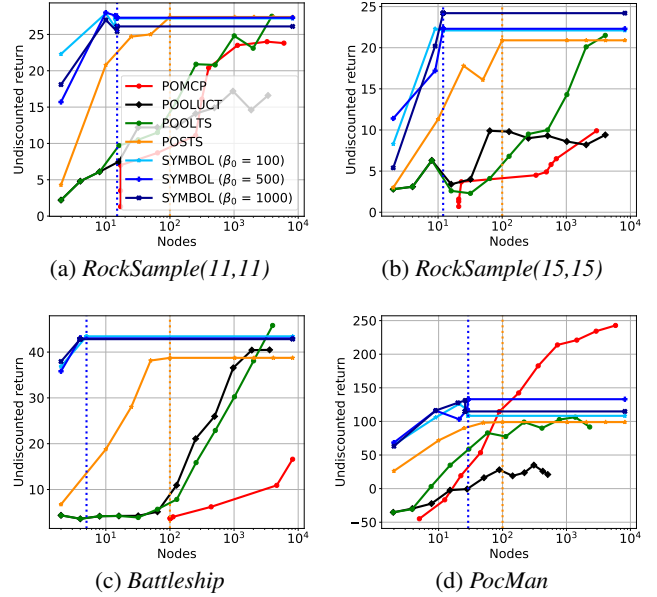 25
20
15
10
5
0
Undiscounted return
POMCP
POOLUCT
POOLTS
POSTS
SYMBOL (β0 = 100)
SYMBOL (β0 = 500)
SYMBOL (β0 = 1000)
10^1 10^2 10^3 10^4
Nodes
(a) RockSample(11,11)
25
20
15
10
5
0
Undiscounted return
10^1 10^2 10^3 10^4
Nodes
(b) RockSample(15,15)
40
30
20
10
Undiscounted return
10^1 10^2 10^3 10^4
Nodes
(c) Battleship
250
200
150
100
50
0
−50
Undiscounted return
10^1 10^2 10^3 10^4
Nodes
(d) PocMan